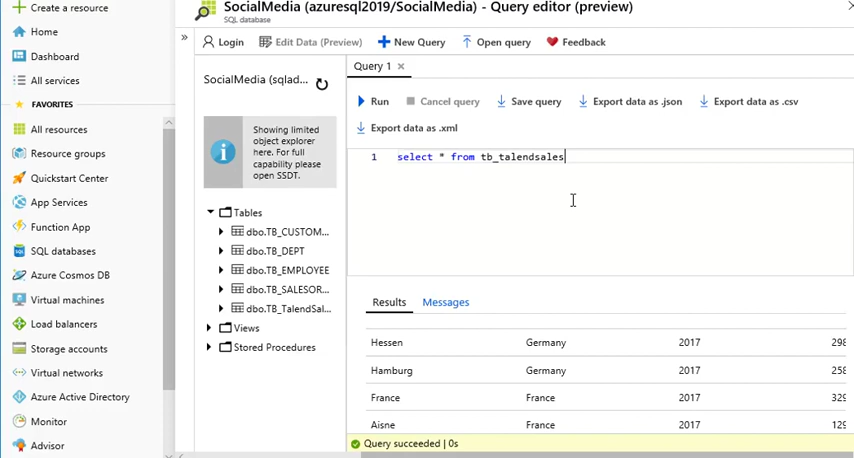 Create a resource
Home
Dashboard
All services
FAVORITES
All resources
Resource groups
Quickstart Center
App Services
Function App
SQL databases
Azure Cosmos DB
Virtual machines
Load balancers
Storage accounts
Virtual networks
Azure Active Directory
Monitor
Advisor
SocialMedia (azuresql2019/SocialMedia) - Query editor (preview)
SQL database
Login
Edit Data (Preview)
New Query
Open query
Feedback
SocialMedia (sqlad...
Showing limited
object explorer
here. For full
capability please
open SSDT.
Tables
dbo.TB_CUSTOM...
dbo.TB_DEPT
dbo.TB_EMPLOYEE
dbo.TB_SALESOR...
dbo.TB_TalendSal...
Views
Stored Procedures
Query 1
Run
Cancel query
Save query
Export data as .json
Export data as .csv
Export data as .xml
1 select * from tb_talendsales
Results
Messages
Hessen Germany 2017 298
Hamburg Germany 2017 258
France France 2017 329
Aisne France 2017 129
Query succeeded | 0s